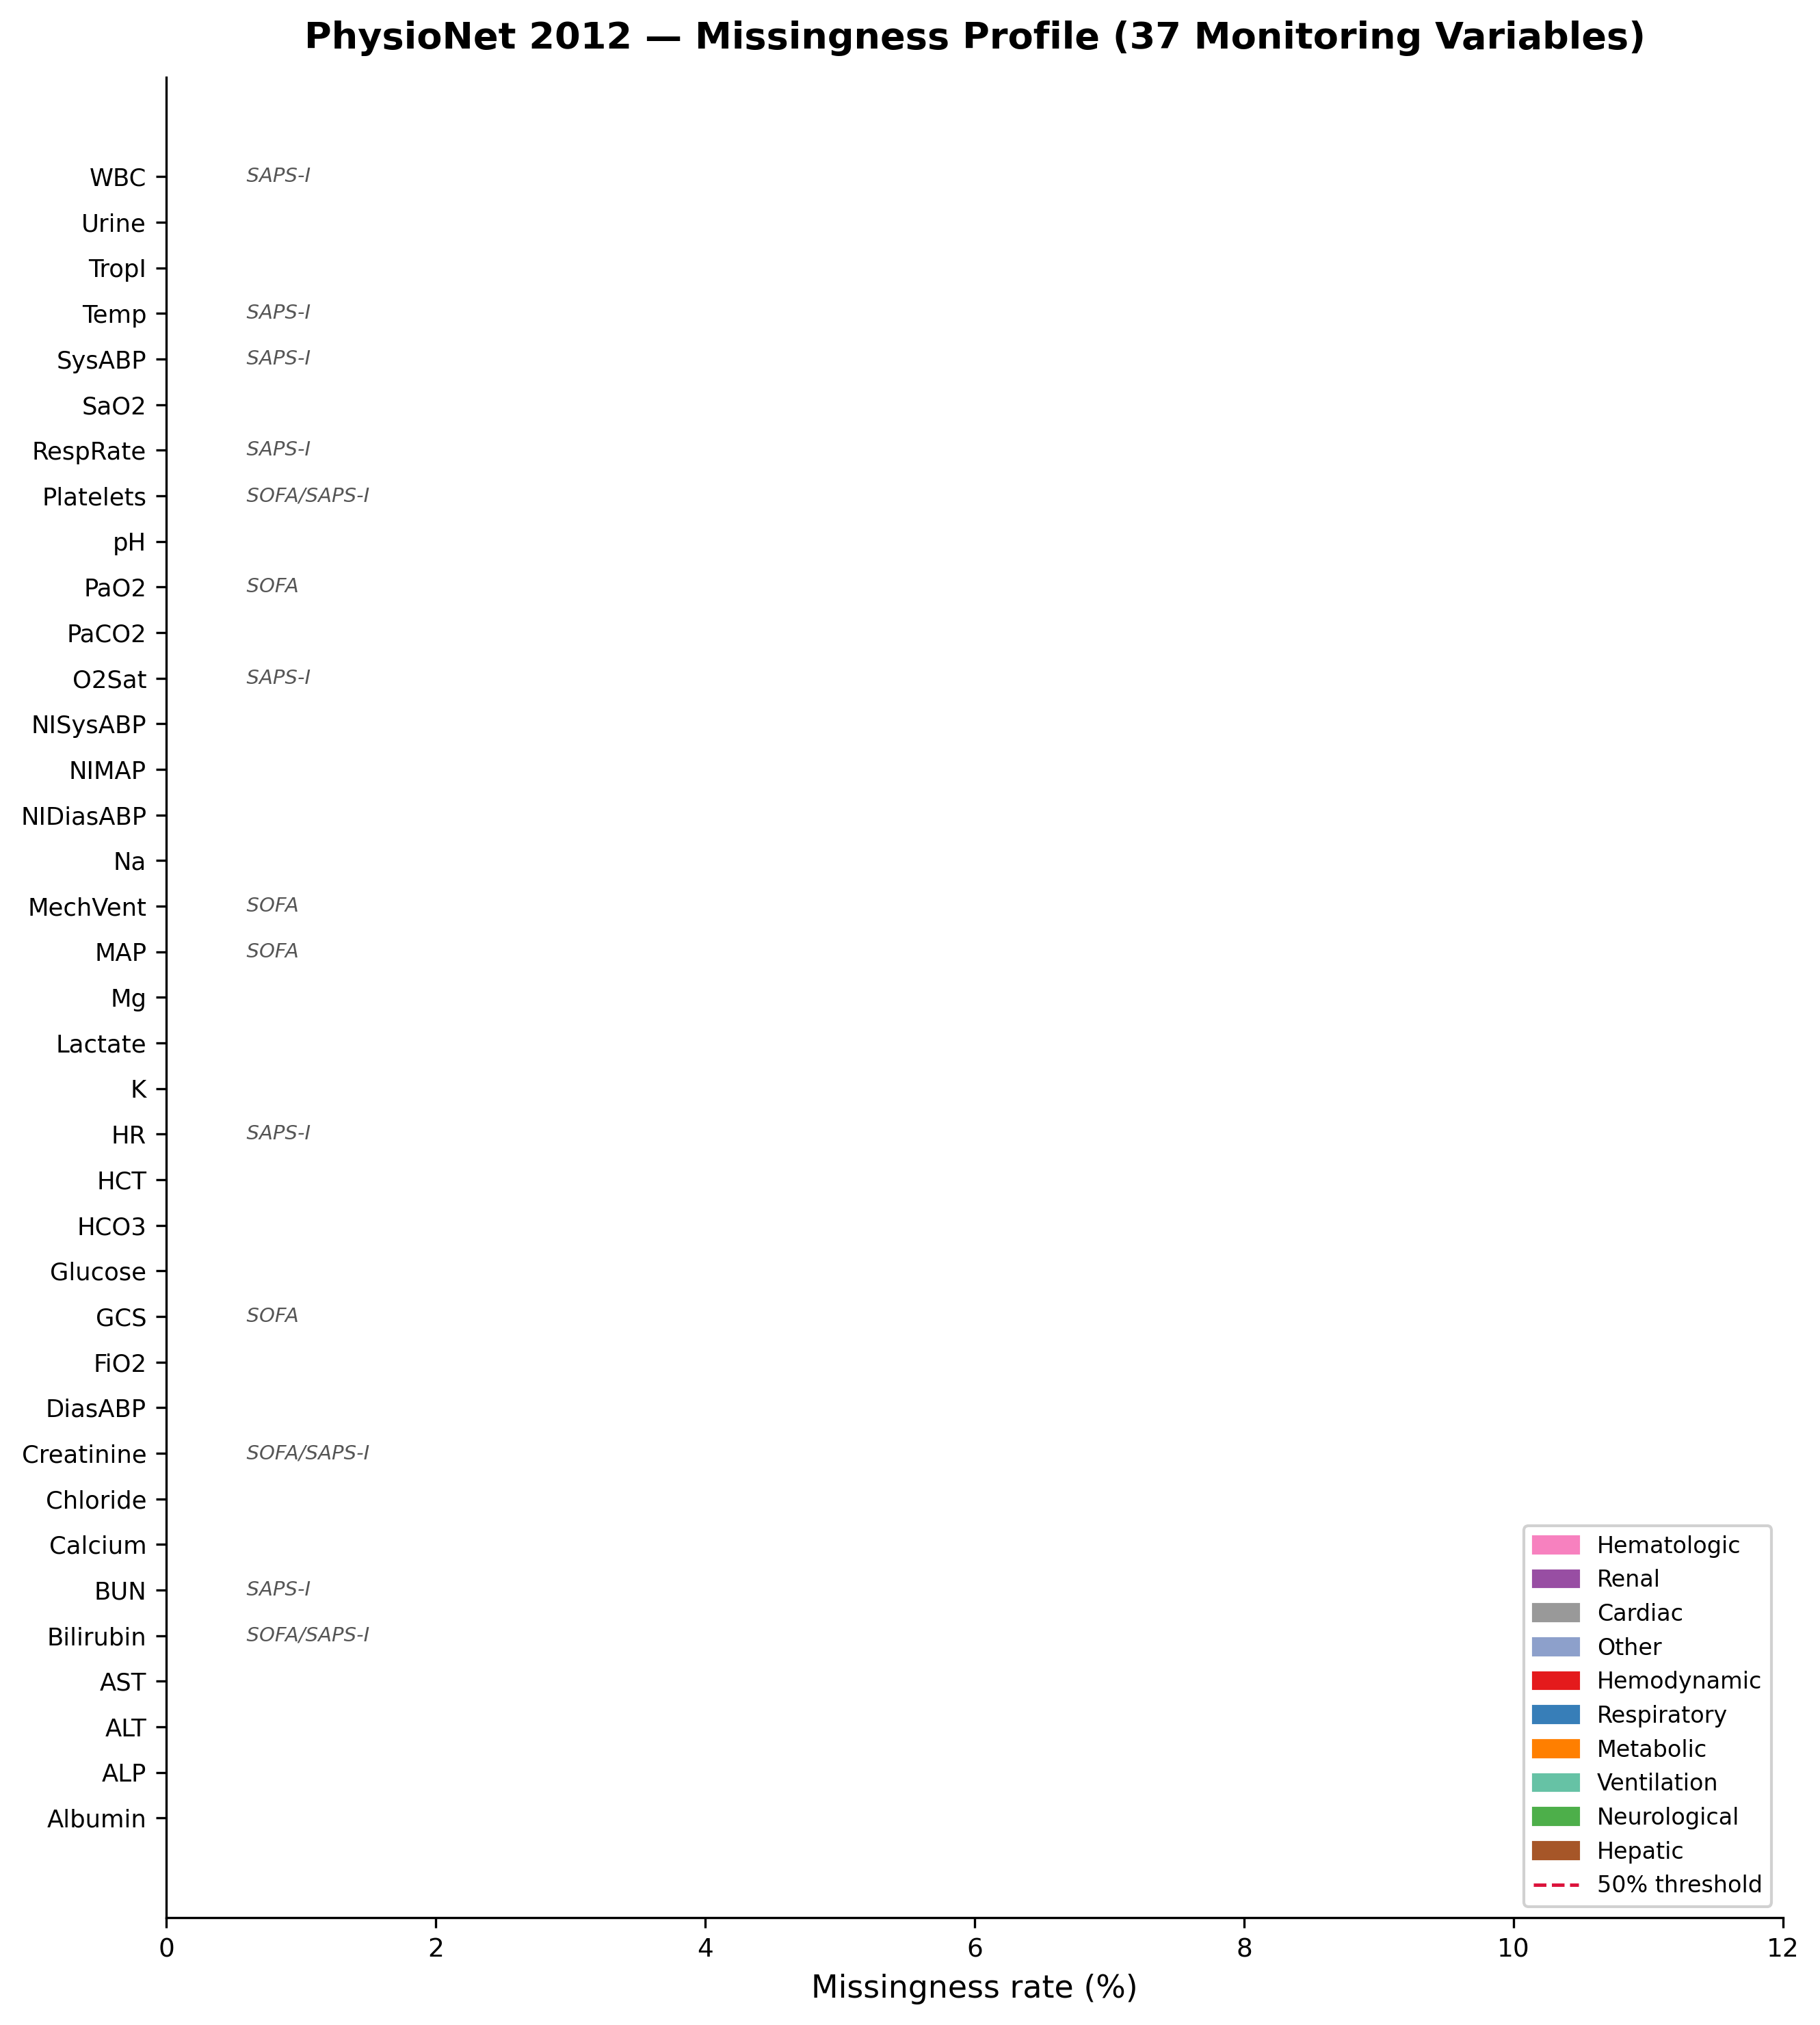 PhysioNet 2012 — Missingness Profile (37 Monitoring Variables)
WBC SAPS-I
Urine
TropI
Temp SAPS-I
SysABP SAPS-I
SaO2
RespRate SAPS-I
Platelets SOFA/SAPS-I
pH
PaO2 SOFA
PaCO2
O2Sat SAPS-I
NISysABP
NIMAP
NIDiasABP
Na
MechVent SOFA
MAP SOFA
Mg
Lactate
K
HR SAPS-I
HCT
HCO3
Glucose
GCS SOFA
FiO2
DiasABP
Creatinine SOFA/SAPS-I
Chloride
Calcium
BUN SAPS-I
Bilirubin SOFA/SAPS-I
AST
ALT
ALP
Albumin
Hematologic
Renal
Cardiac
Other
Hemodynamic
Respiratory
Metabolic
Ventilation
Neurological
Hepatic
50% threshold
0 2 4 6 8 10 12
Missingness rate (%)